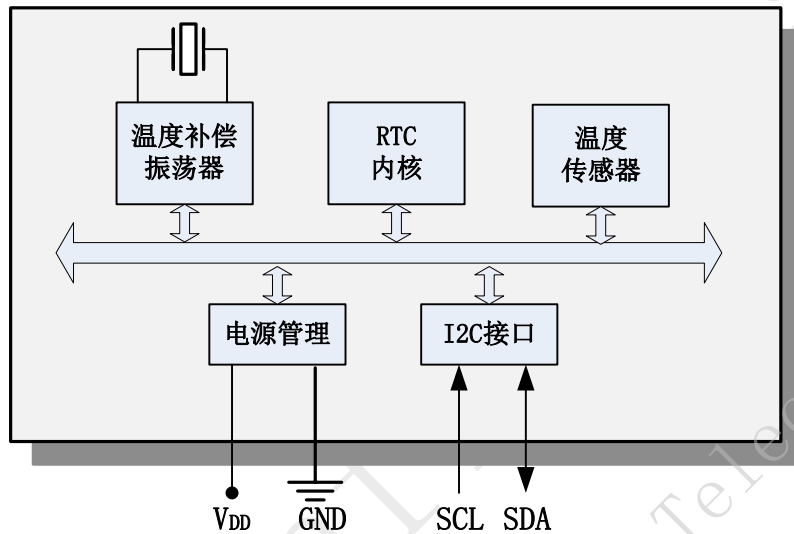 温度补偿
振荡器
RTC
内核
温度
传感器
电源管理
I2C接口
VDD
GND
SCL
SDA